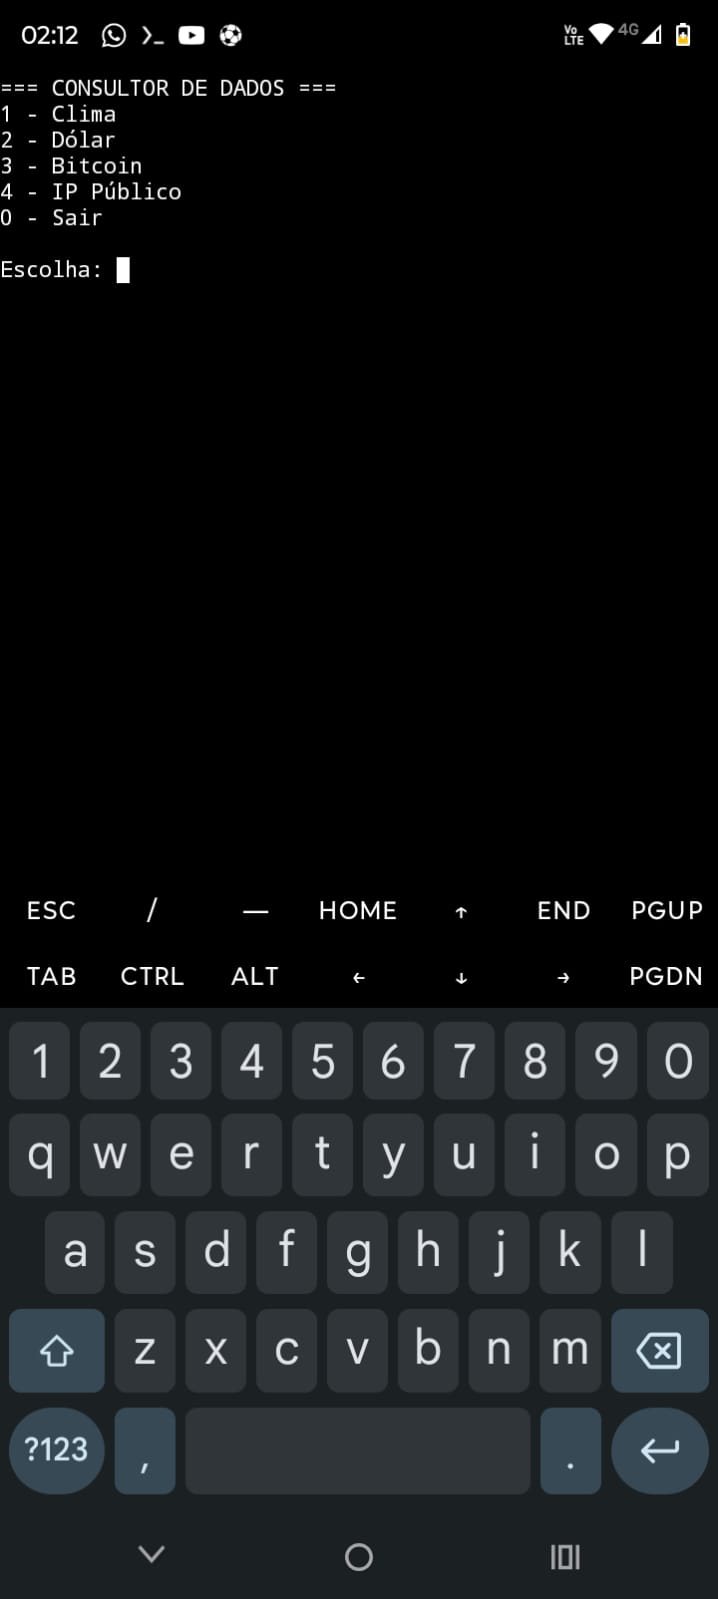 02:12
Vo LTE 4G
=== CONSULTOR DE DADOS ===
1 - Clima
2 - Dólar
3 - Bitcoin
4 - IP Público
0 - Sair
Escolha:
ESC / — HOME ↑ END PGUP
TAB CTRL ALT ← ↓ → PGDN
1 2 3 4 5 6 7 8 9 0
q w e r t y u i o p
a s d f g h j k l
z x c v b n m
?123 , .